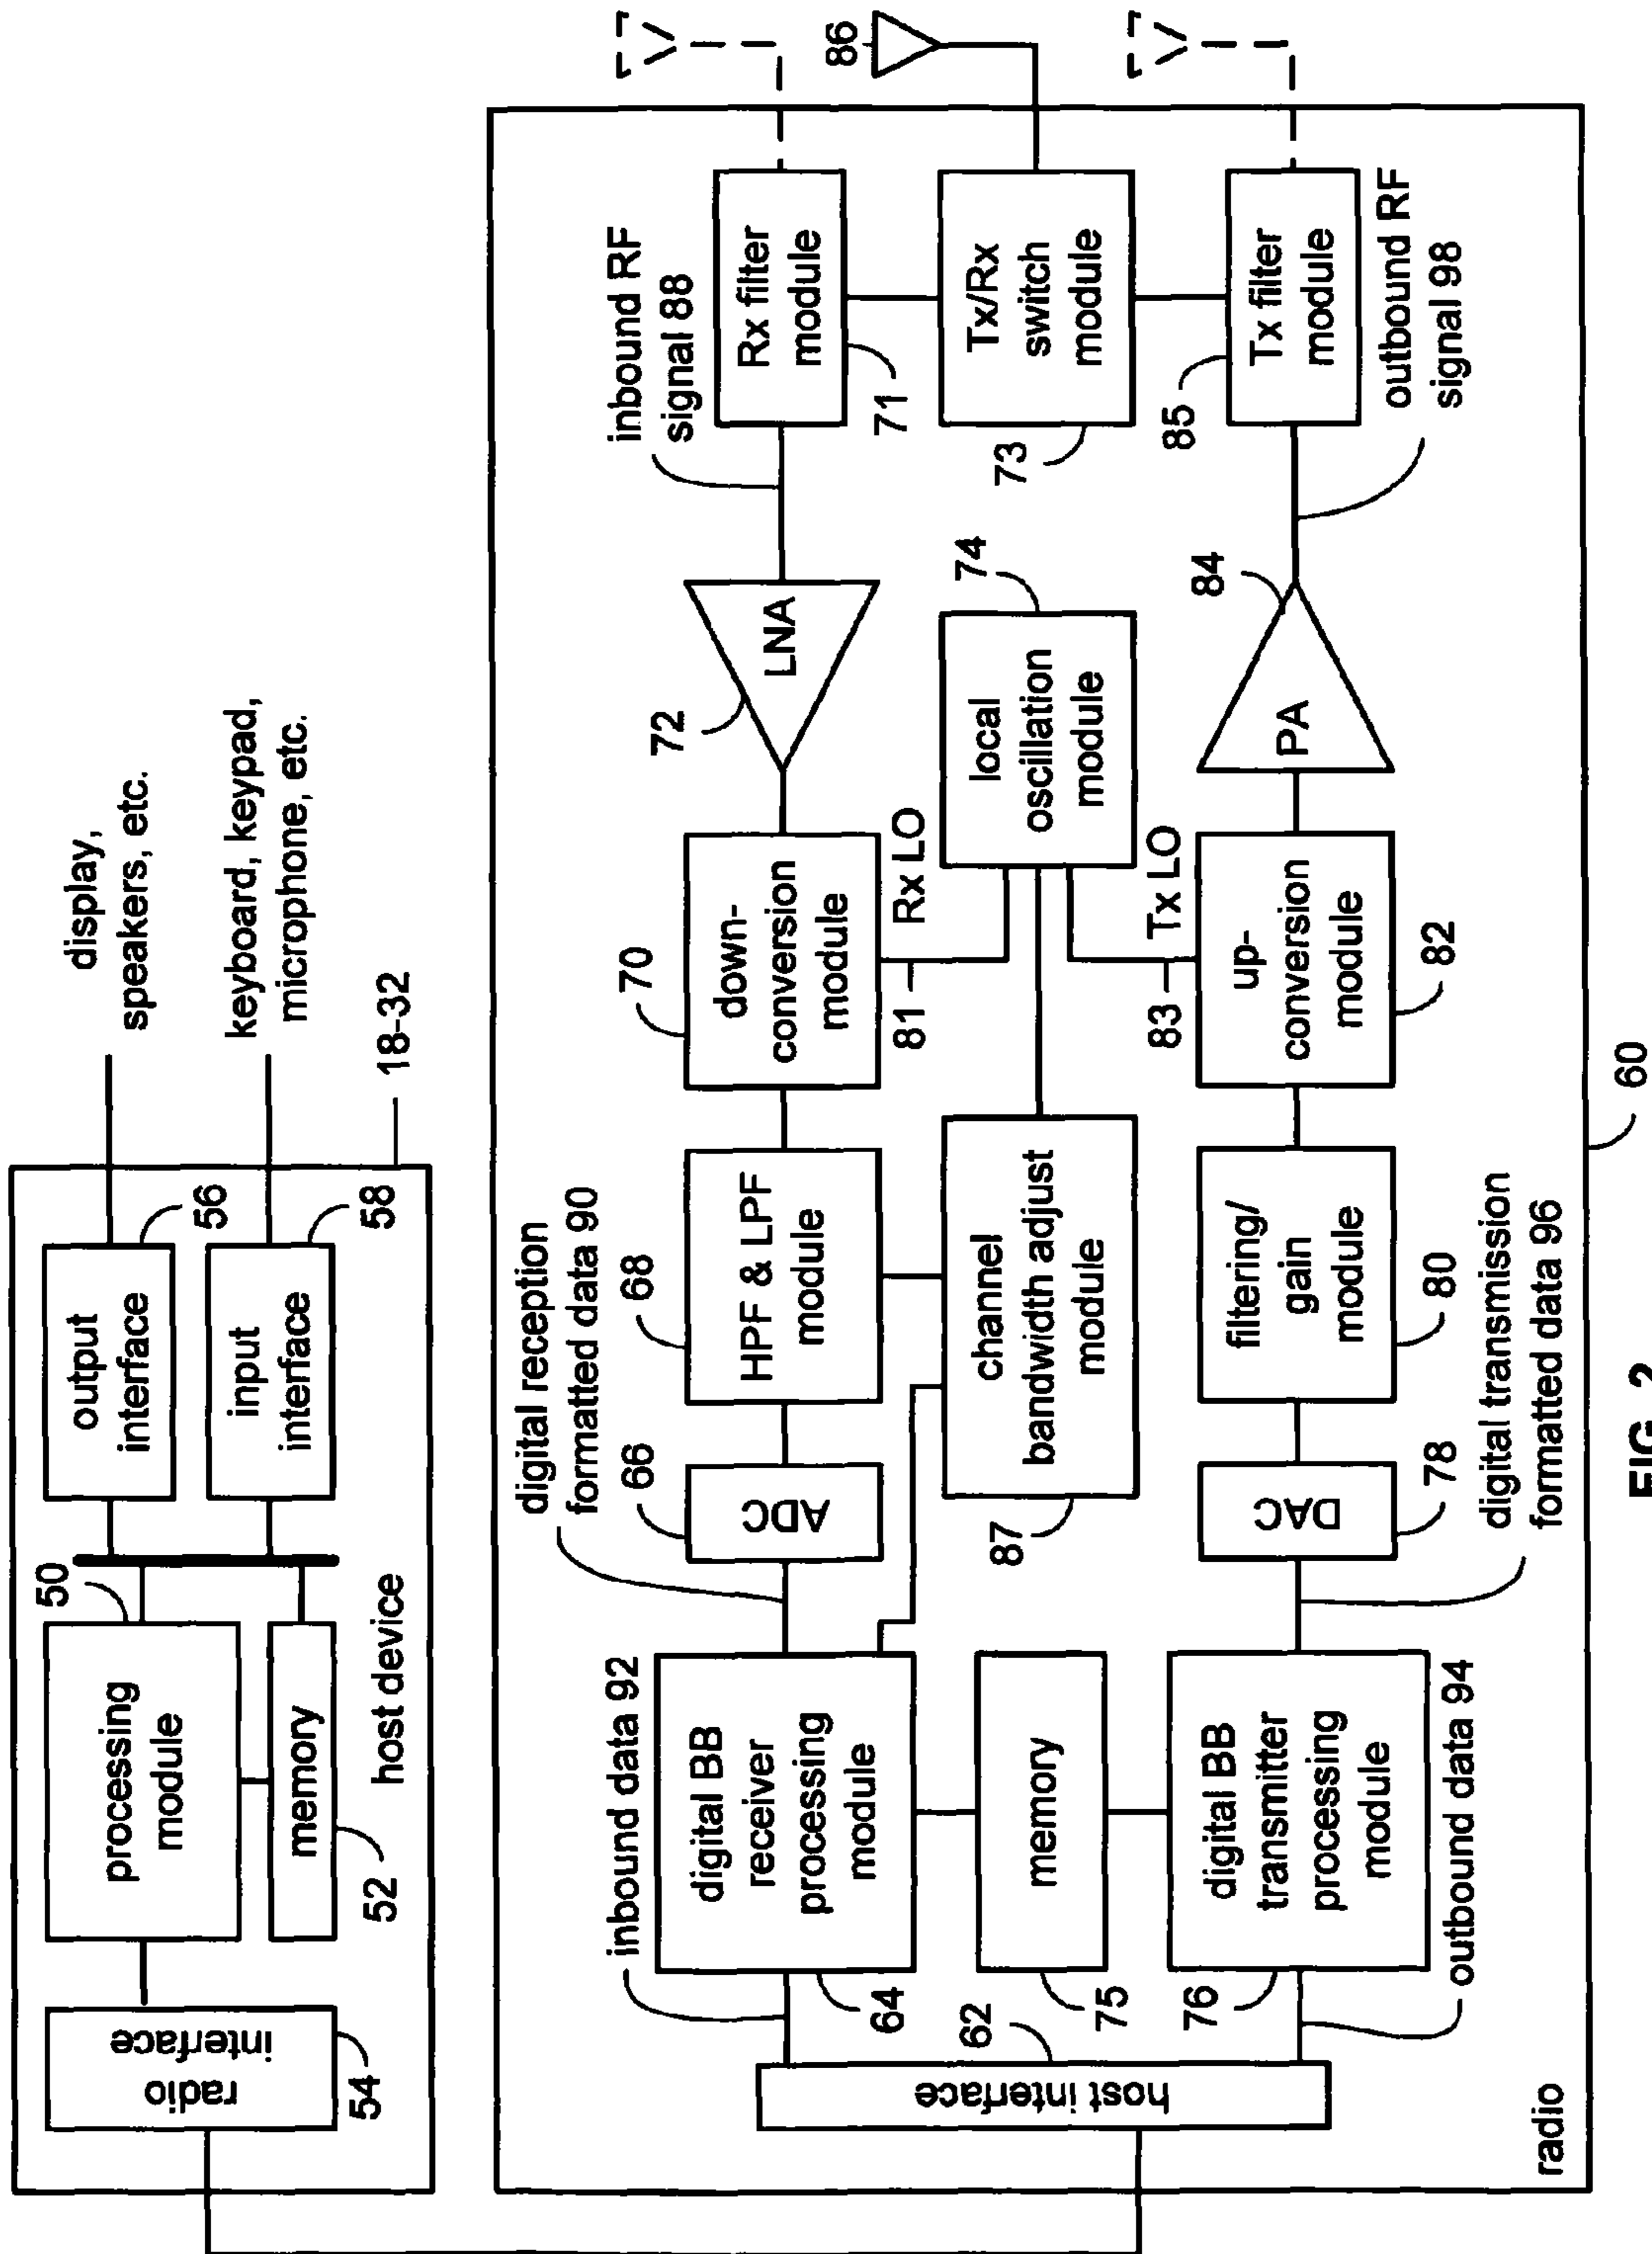 radio
interface
54
processing
module
50
memory
52
host device
output
interface
56
input
interface
58
display,
speakers, etc.
keyboard, keypad,
microphone, etc.
18-32
radio
host interface
62
inbound data 92
digital BB
receiver
processing
module
64
memory
75
digital BB
transmitter
processing
module
76
outbound data 94
digital reception
formatted data 90
ADC
66
HPF & LPF
module
68
down-
conversion
module
70
LNA
72
inbound RF
signal 88
Rx filter
module
71
channel
bandwidth adjust
module
87
81
Rx LO
83
Tx LO
local
oscillation
module
74
Tx/Rx
switch
module
73
86
digital transmission
formatted data 96
DAC
78
filtering/
gain
module
80
up-
conversion
module
82
PA
84
outbound RF
signal 98
Tx filter
module
85
60
FIG. 2